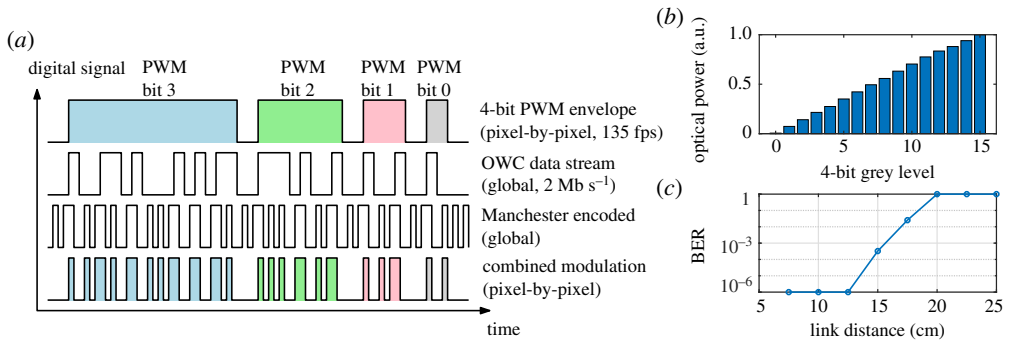 (a)
digital signal
PWM
bit 3
PWM
bit 2
PWM
bit 1
PWM
bit 0
4-bit PWM envelope
(pixel-by-pixel, 135 fps)
OWC data stream
(global, 2 Mb s⁻¹)
Manchester encoded
(global)
combined modulation
(pixel-by-pixel)
time
(b)
optical power (a.u.)
1.0
0.5
0
0 5 10 15
4-bit grey level
(c)
BER
1
10⁻³
10⁻⁶
5 10 15 20 25
link distance (cm)